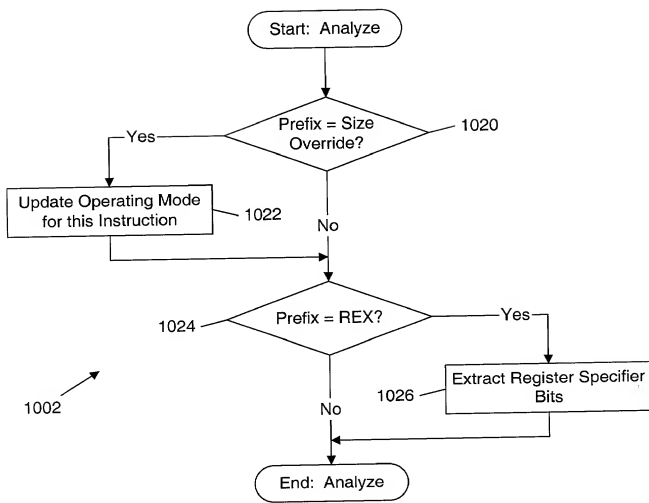 Start: Analyze
Prefix = Size
Override?
1020
Yes
Update Operating Mode
for this Instruction
1022
No
1024
Prefix = REX?
Yes
Extract Register Specifier
Bits
1026
1002
No
End: Analyze